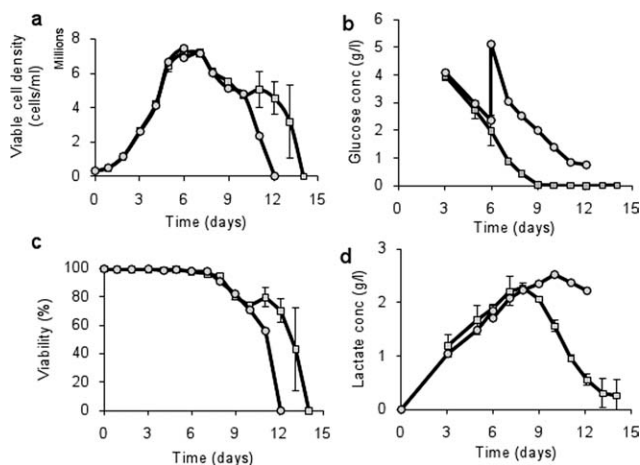 a
Viable cell density
(cells/ml)
Millions
8
6
4
2
0
0 3 6 9 12 15
Time (days)
b
Glucose conc (g/l)
6
5
4
3
2
1
0
0 3 6 9 12 15
Time (days)
c
Viability (%)
100
80
60
40
20
0
0 3 6 9 12 15
Time (days)
d
Lactate conc (g/l)
3
2
1
0
0 3 6 9 12 15
Time (days)